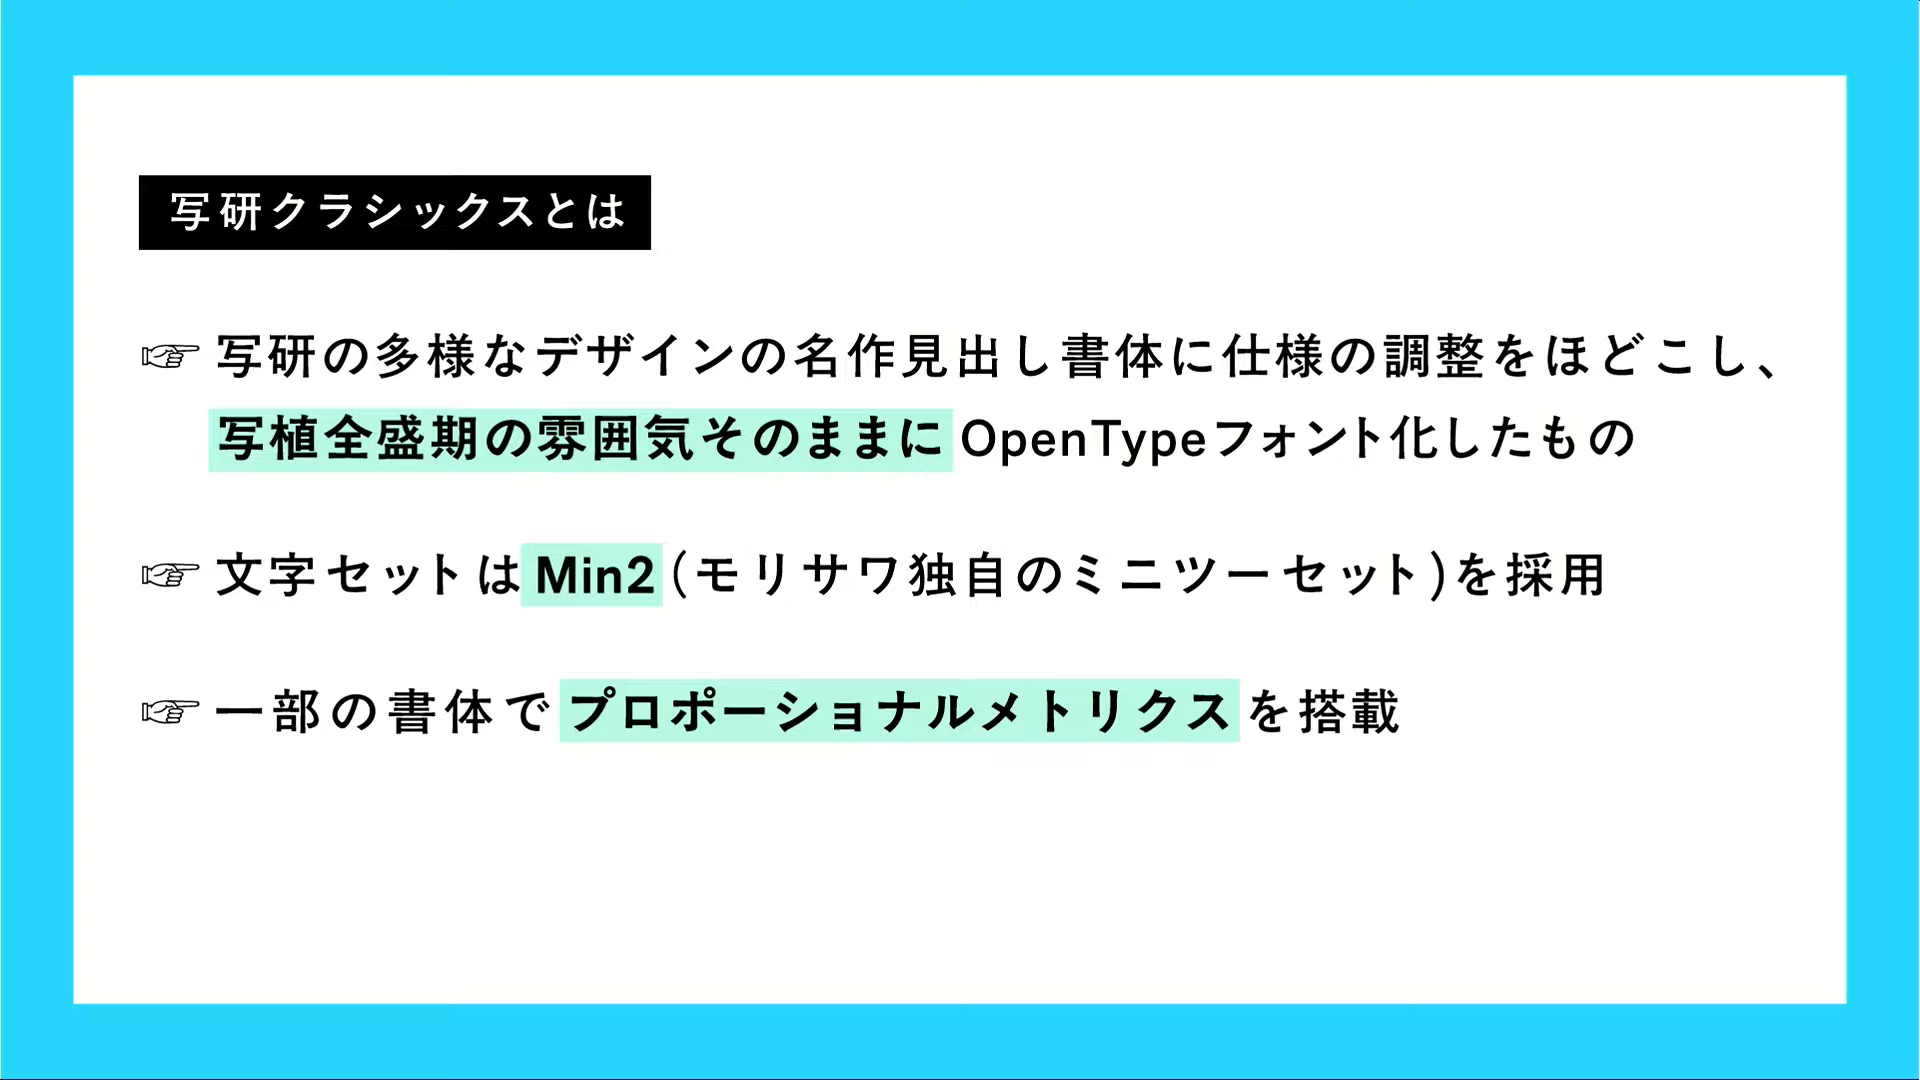 写研クラシックスとは
☞ 写研の多様なデザインの名作見出し書体に仕様の調整をほどこし、
写植全盛期の雰囲気そのままにOpenTypeフォント化したもの
☞ 文字セットはMin2(モリサワ独自のミニツーセット)を採用
☞ 一部の書体でプロポーショナルメトリクスを搭載